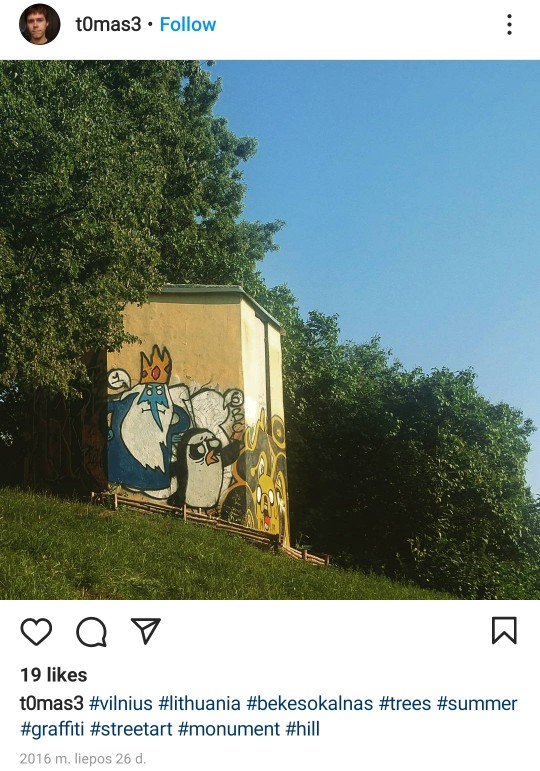 t0mas3 • Follow
19 likes
t0mas3 #vilnius #lithuania #bekesokalnas #trees #summer
#graffiti #streetart #monument #hill
2016 m. liepos 26 d.